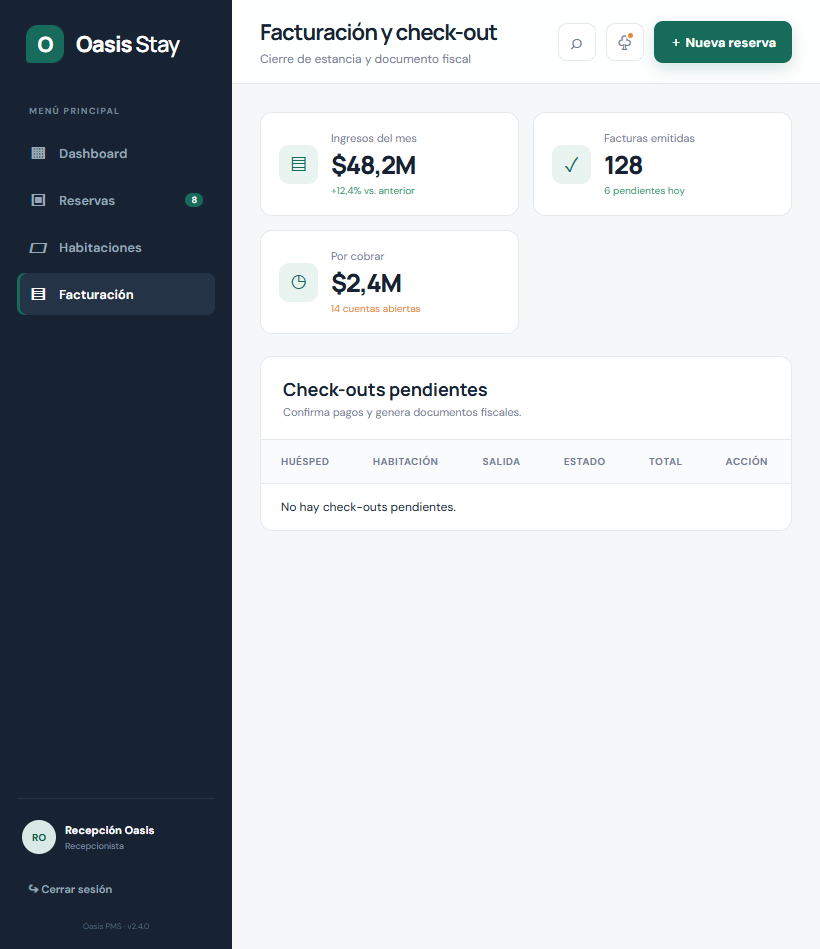 O Oasis Stay
MENÚ PRINCIPAL
Dashboard
Reservas 8
Habitaciones
Facturación
RO
Recepción Oasis
Recepcionista
↪ Cerrar sesión
Oasis PMS · v2.4.0
Facturación y check-out
Cierre de estancia y documento fiscal
+ Nueva reserva
Ingresos del mes
$48,2M
+12,4% vs. anterior
Facturas emitidas
128
6 pendientes hoy
Por cobrar
$2,4M
14 cuentas abiertas
Check-outs pendientes
Confirma pagos y genera documentos fiscales.
HUÉSPED HABITACIÓN SALIDA ESTADO TOTAL ACCIÓN
No hay check-outs pendientes.